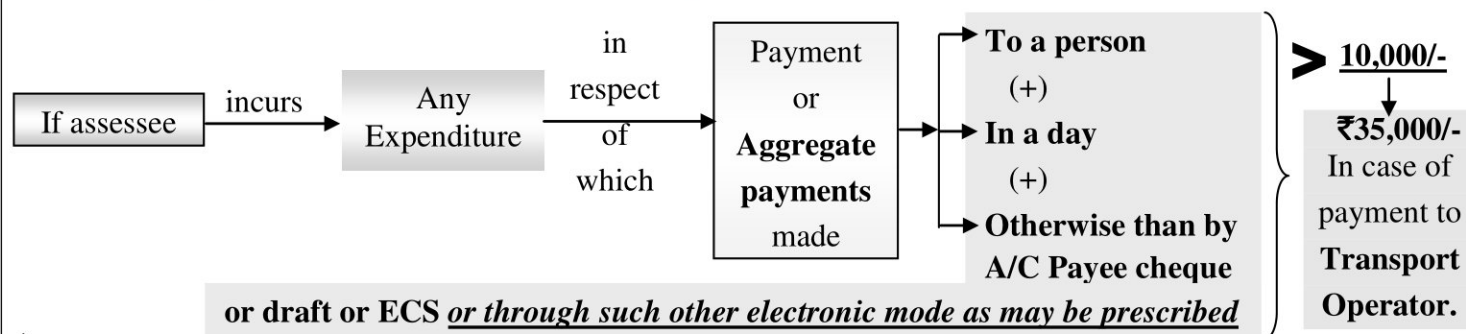 If assessee
incurs
Any
Expenditure
in
respect
of
which
Payment
or
Aggregate
payments
made
To a person
(+)
In a day
(+)
Otherwise than by
A/C Payee cheque
or draft or ECS or through such other electronic mode as may be prescribed
> 10,000/-
₹35,000/-
In case of
payment to
Transport
Operator.